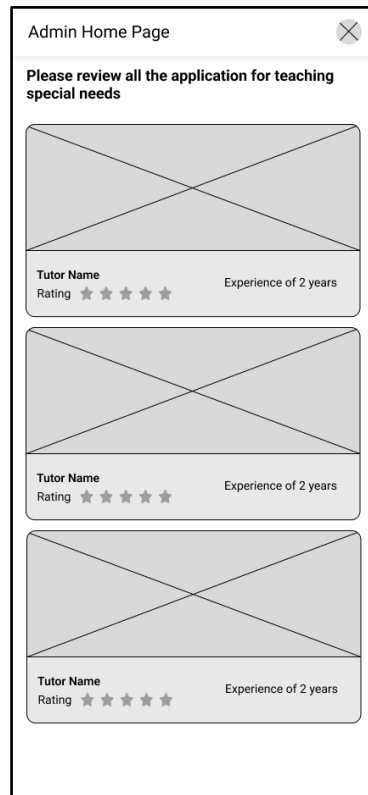 Admin Home Page
Please review all the application for teaching
special needs
Tutor Name
Rating
Experience of 2 years
Tutor Name
Rating
Experience of 2 years
Tutor Name
Rating
Experience of 2 years